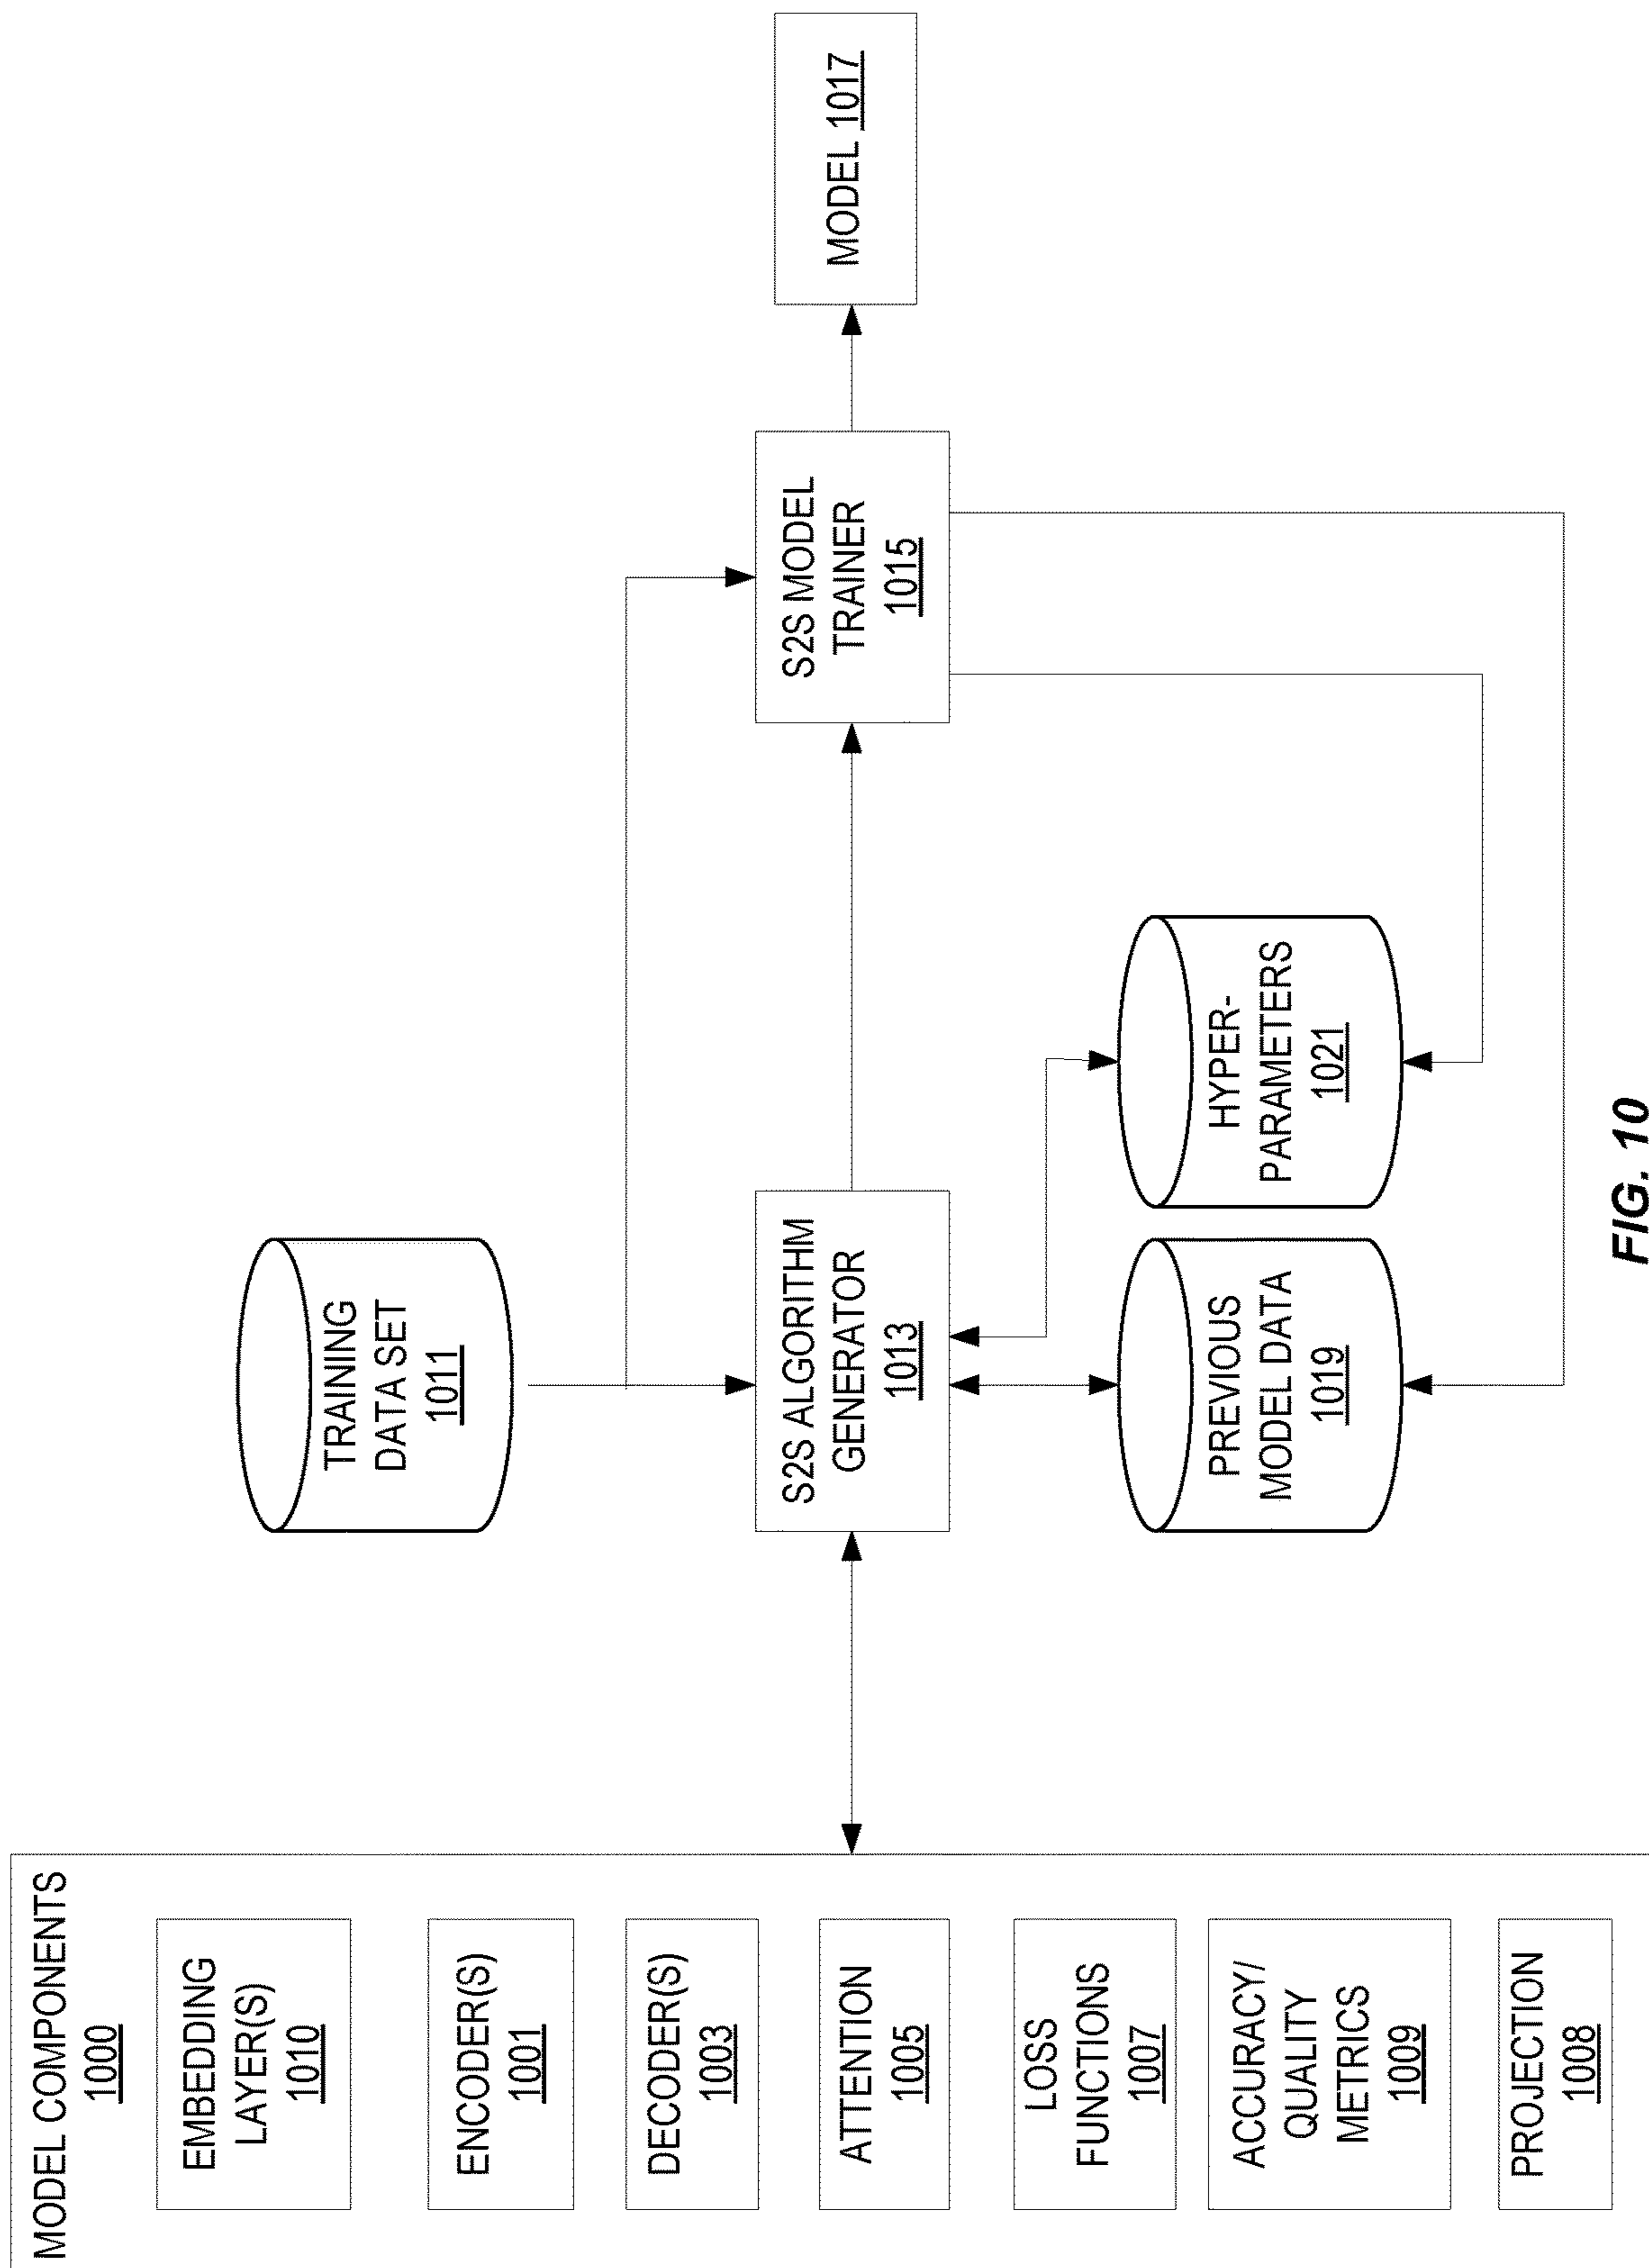 MODEL COMPONENTS
1000
EMBEDDING
LAYER(S)
1010
ENCODER(S)
1001
DECODER(S)
1003
ATTENTION
1005
LOSS
FUNCTIONS
1007
ACCURACY/
QUALITY
METRICS
1009
PROJECTION
1008
TRAINING
DATA SET
1011
S2S ALGORITHM
GENERATOR
1013
PREVIOUS
MODEL DATA
1019
HYPER-
PARAMETERS
1021
S2S MODEL
TRAINER
1015
MODEL 1017
FIG. 10